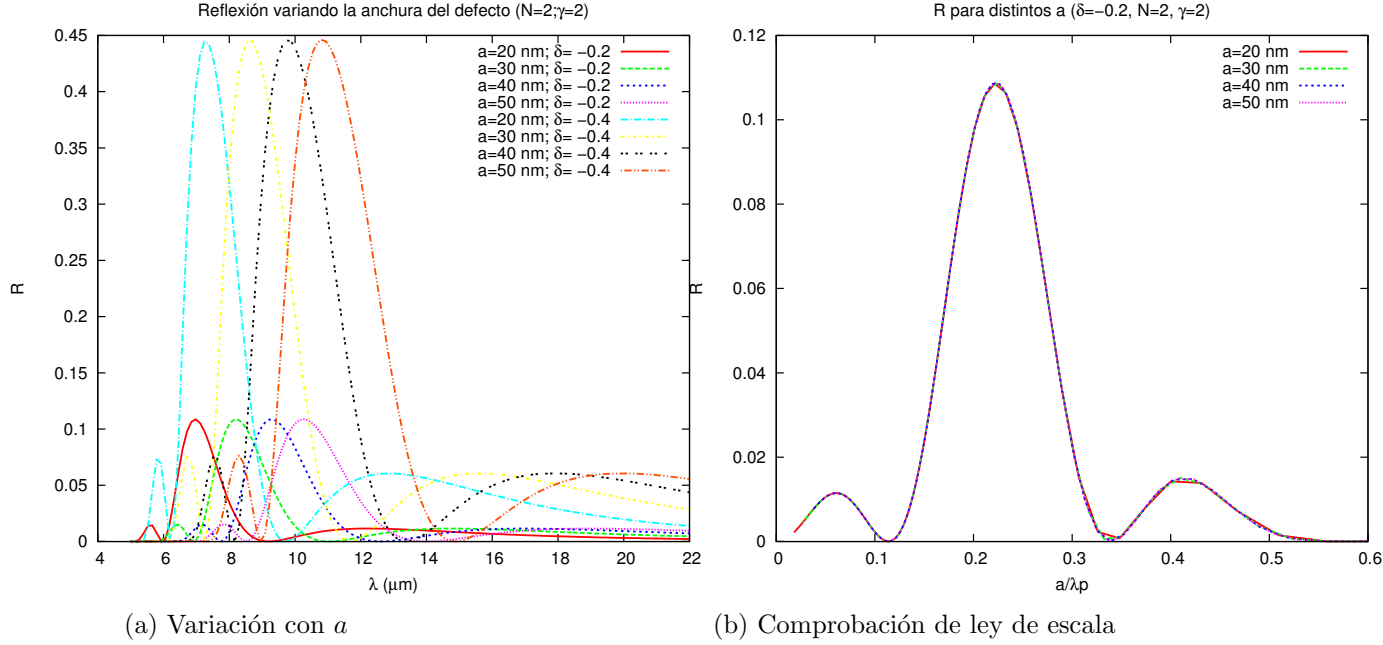 Reflexión variando la anchura del defecto (N=2;γ=2)
R
0
0.05
0.1
0.15
0.2
0.25
0.3
0.35
0.4
0.45
4
6
8
10
12
14
16
18
20
22
λ (μm)
a=20 nm; δ= −0.2
a=30 nm; δ= −0.2
a=40 nm; δ= −0.2
a=50 nm; δ= −0.2
a=20 nm; δ= −0.4
a=30 nm; δ= −0.4
a=40 nm; δ= −0.4
a=50 nm; δ= −0.4
(a) Variación con a
R para distintos a (δ=−0.2, N=2, γ=2)
R
0
0.02
0.04
0.06
0.08
0.1
0.12
0
0.1
0.2
0.3
0.4
0.5
0.6
a/λp
a=20 nm
a=30 nm
a=40 nm
a=50 nm
(b) Comprobación de ley de escala